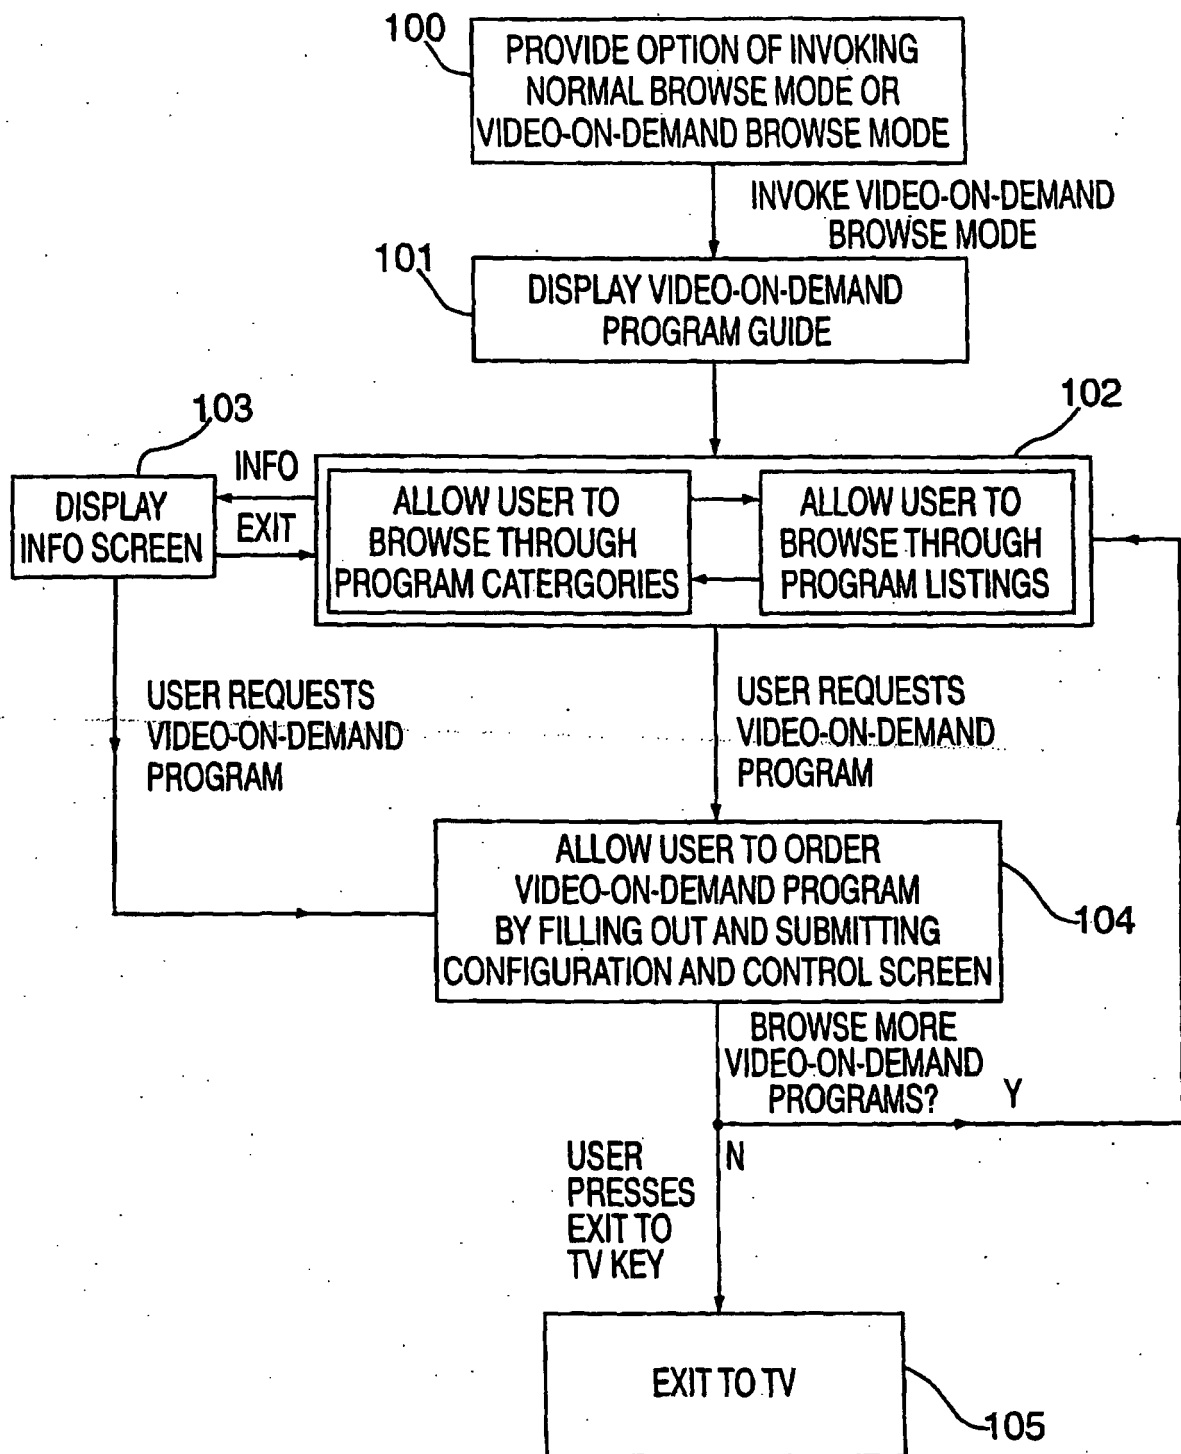 100
PROVIDE OPTION OF INVOKING
NORMAL BROWSE MODE OR
VIDEO-ON-DEMAND BROWSE MODE
INVOKE VIDEO-ON-DEMAND
BROWSE MODE
101
DISPLAY VIDEO-ON-DEMAND
PROGRAM GUIDE
102
103
INFO
DISPLAY
INFO SCREEN
EXIT
ALLOW USER TO
BROWSE THROUGH
PROGRAM CATERGORIES
ALLOW USER TO
BROWSE THROUGH
PROGRAM LISTINGS
USER REQUESTS
VIDEO-ON-DEMAND
PROGRAM
USER REQUESTS
VIDEO-ON-DEMAND
PROGRAM
ALLOW USER TO ORDER
VIDEO-ON-DEMAND PROGRAM
BY FILLING OUT AND SUBMITTING
CONFIGURATION AND CONTROL SCREEN
104
BROWSE MORE
VIDEO-ON-DEMAND
PROGRAMS?
Y
N
USER
PRESSES
EXIT TO
TV KEY
EXIT TO TV
105